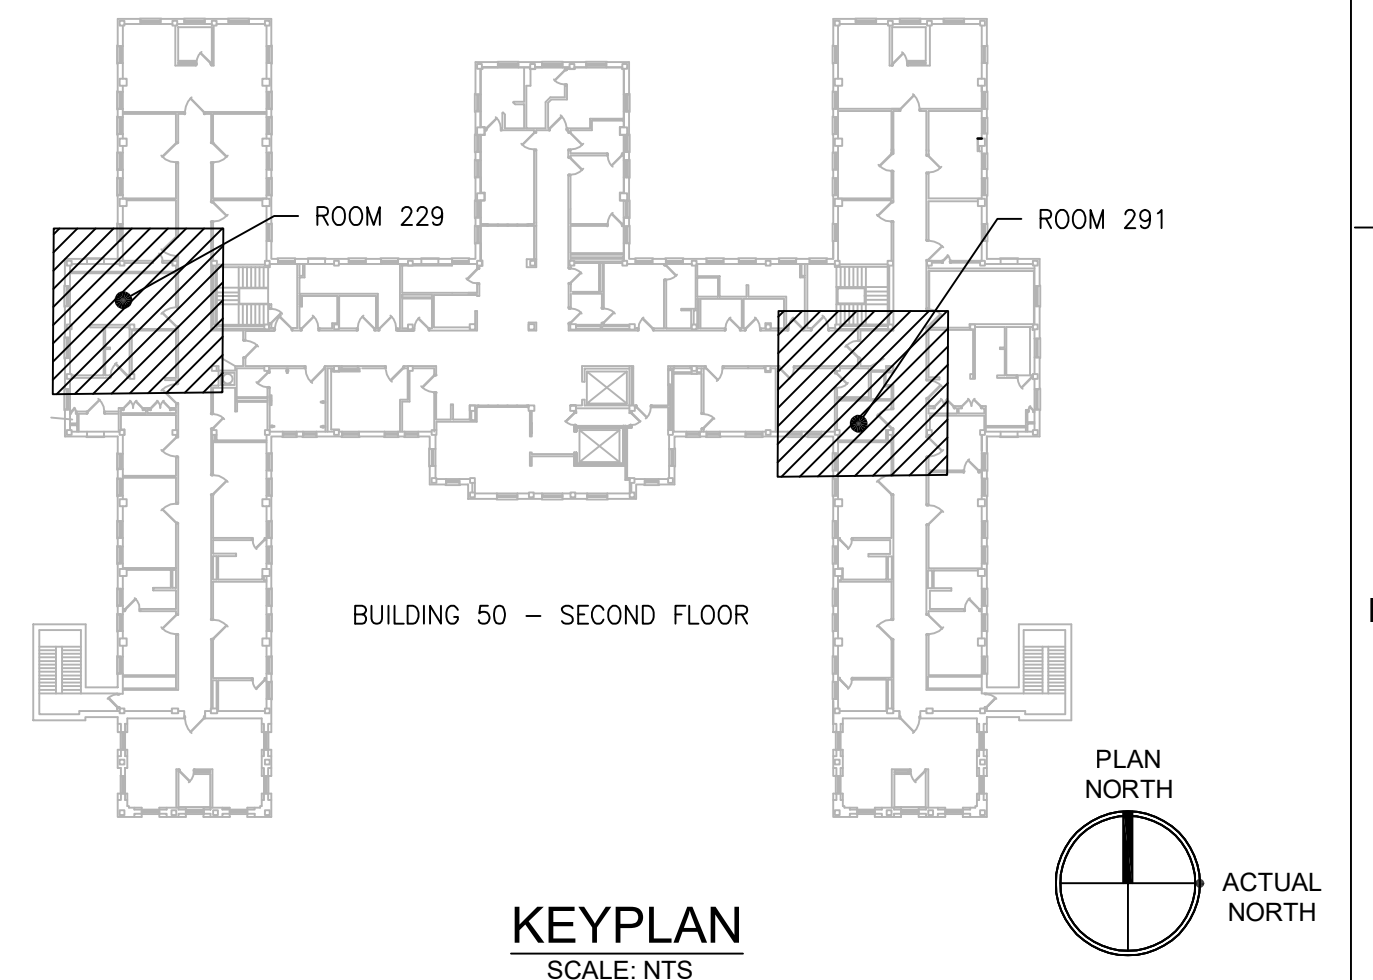 ROOM 229
ROOM 291
BUILDING 50 – SECOND FLOOR
PLAN
NORTH
ACTUAL
NORTH
KEYPLAN
SCALE: NTS